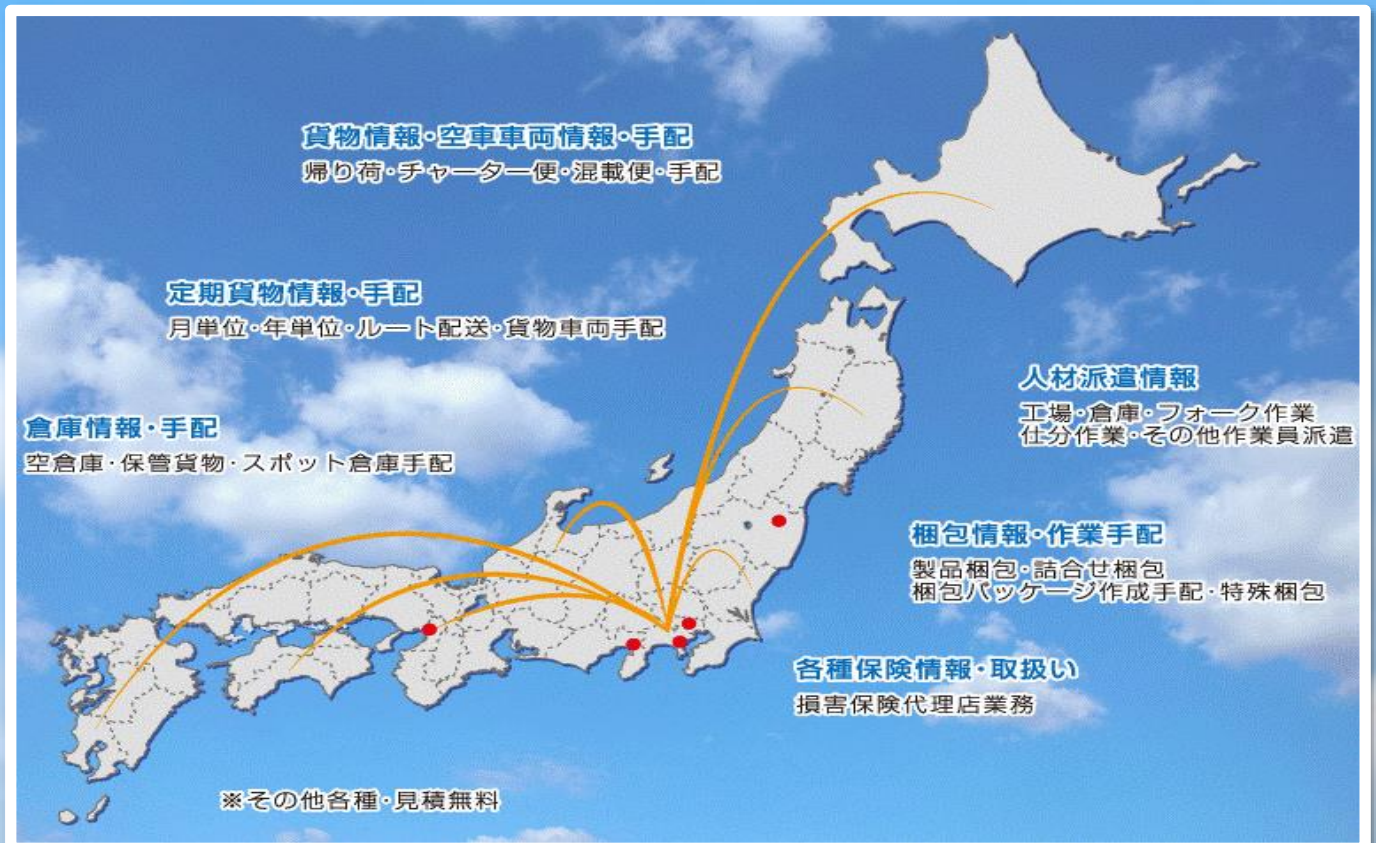 貨物情報・空車車両情報・手配
帰り荷・チャーター便・混載便・手配
定期貨物情報・手配
月単位・年単位・ルート配送・貨物車両手配
倉庫情報・手配
空倉庫・保管貨物・スポット倉庫手配
人材派遣情報
工場・倉庫・フォーク作業
仕分作業・その他作業員派遣
梱包情報・作業手配
製品梱包・詰合せ梱包
梱包パッケージ作成手配・特殊梱包
各種保険情報・取扱い
損害保険代理店業務
※その他各種・見積無料